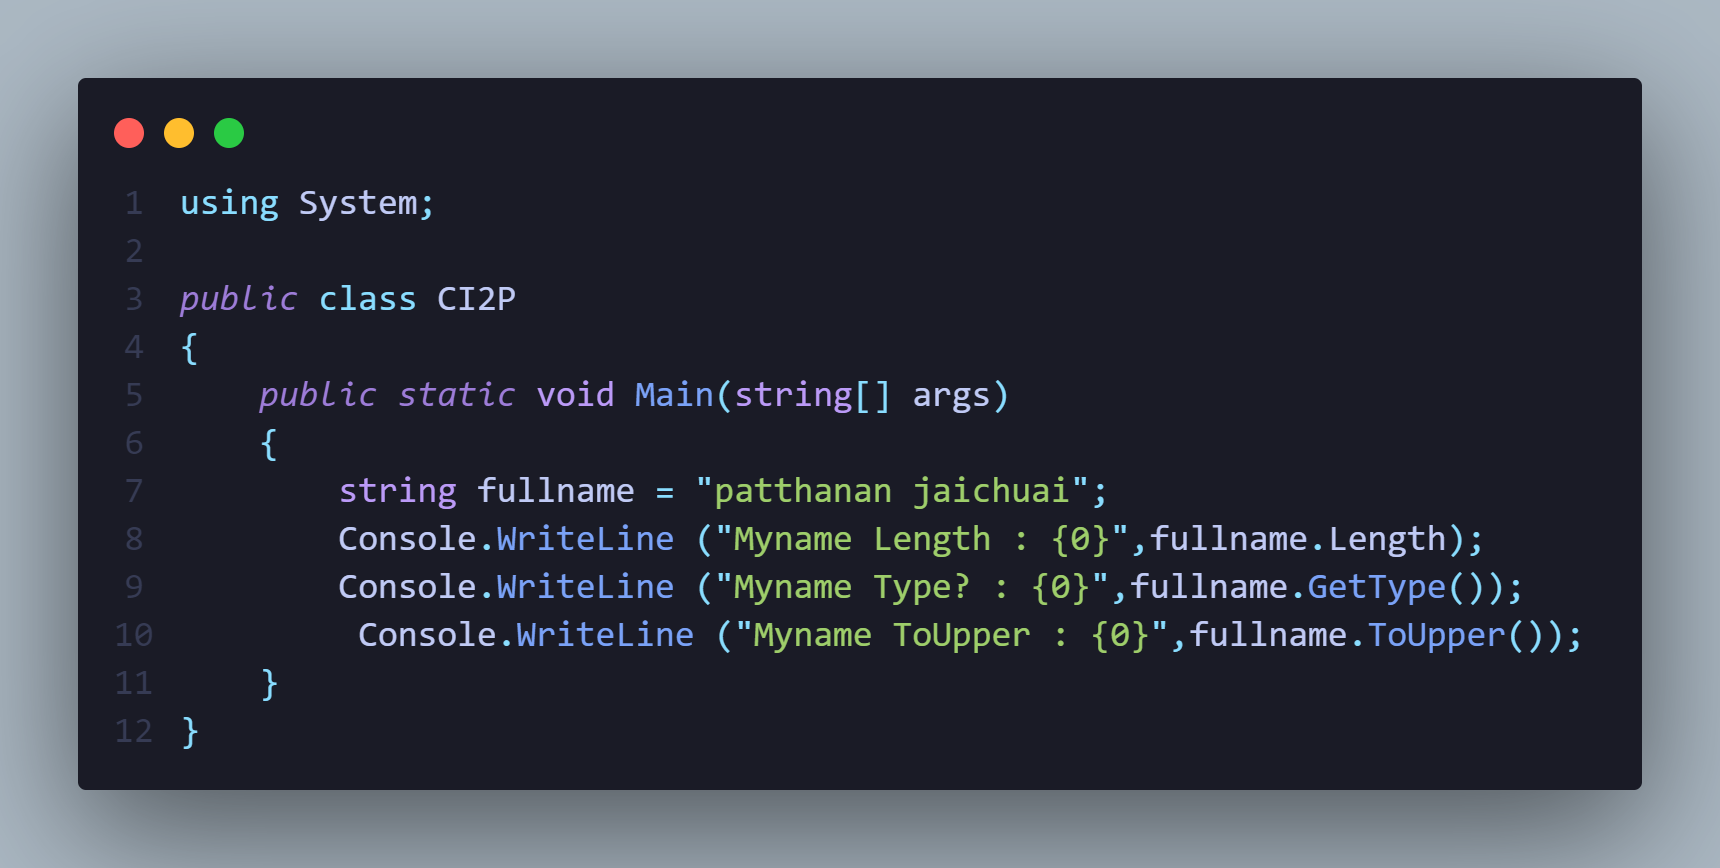 1 using System;
2
3 public class CI2P
4 {
5     public static void Main(string[] args)
6     {
7         string fullname = "patthanan jaichuai";
8         Console.WriteLine ("Myname Length : {0}",fullname.Length);
9         Console.WriteLine ("Myname Type? : {0}",fullname.GetType());
10          Console.WriteLine ("Myname ToUpper : {0}",fullname.ToUpper());
11     }
12 }